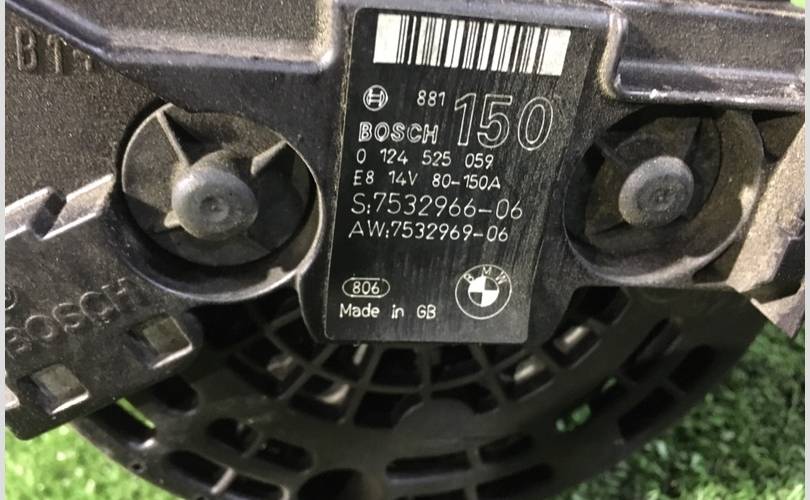 B11
881
150
BOSCH
0 124 525 059
E8 14V 80-150A
S:7532966-06
AW:7532969-06
806
BMW
Made in GB
BOSCH